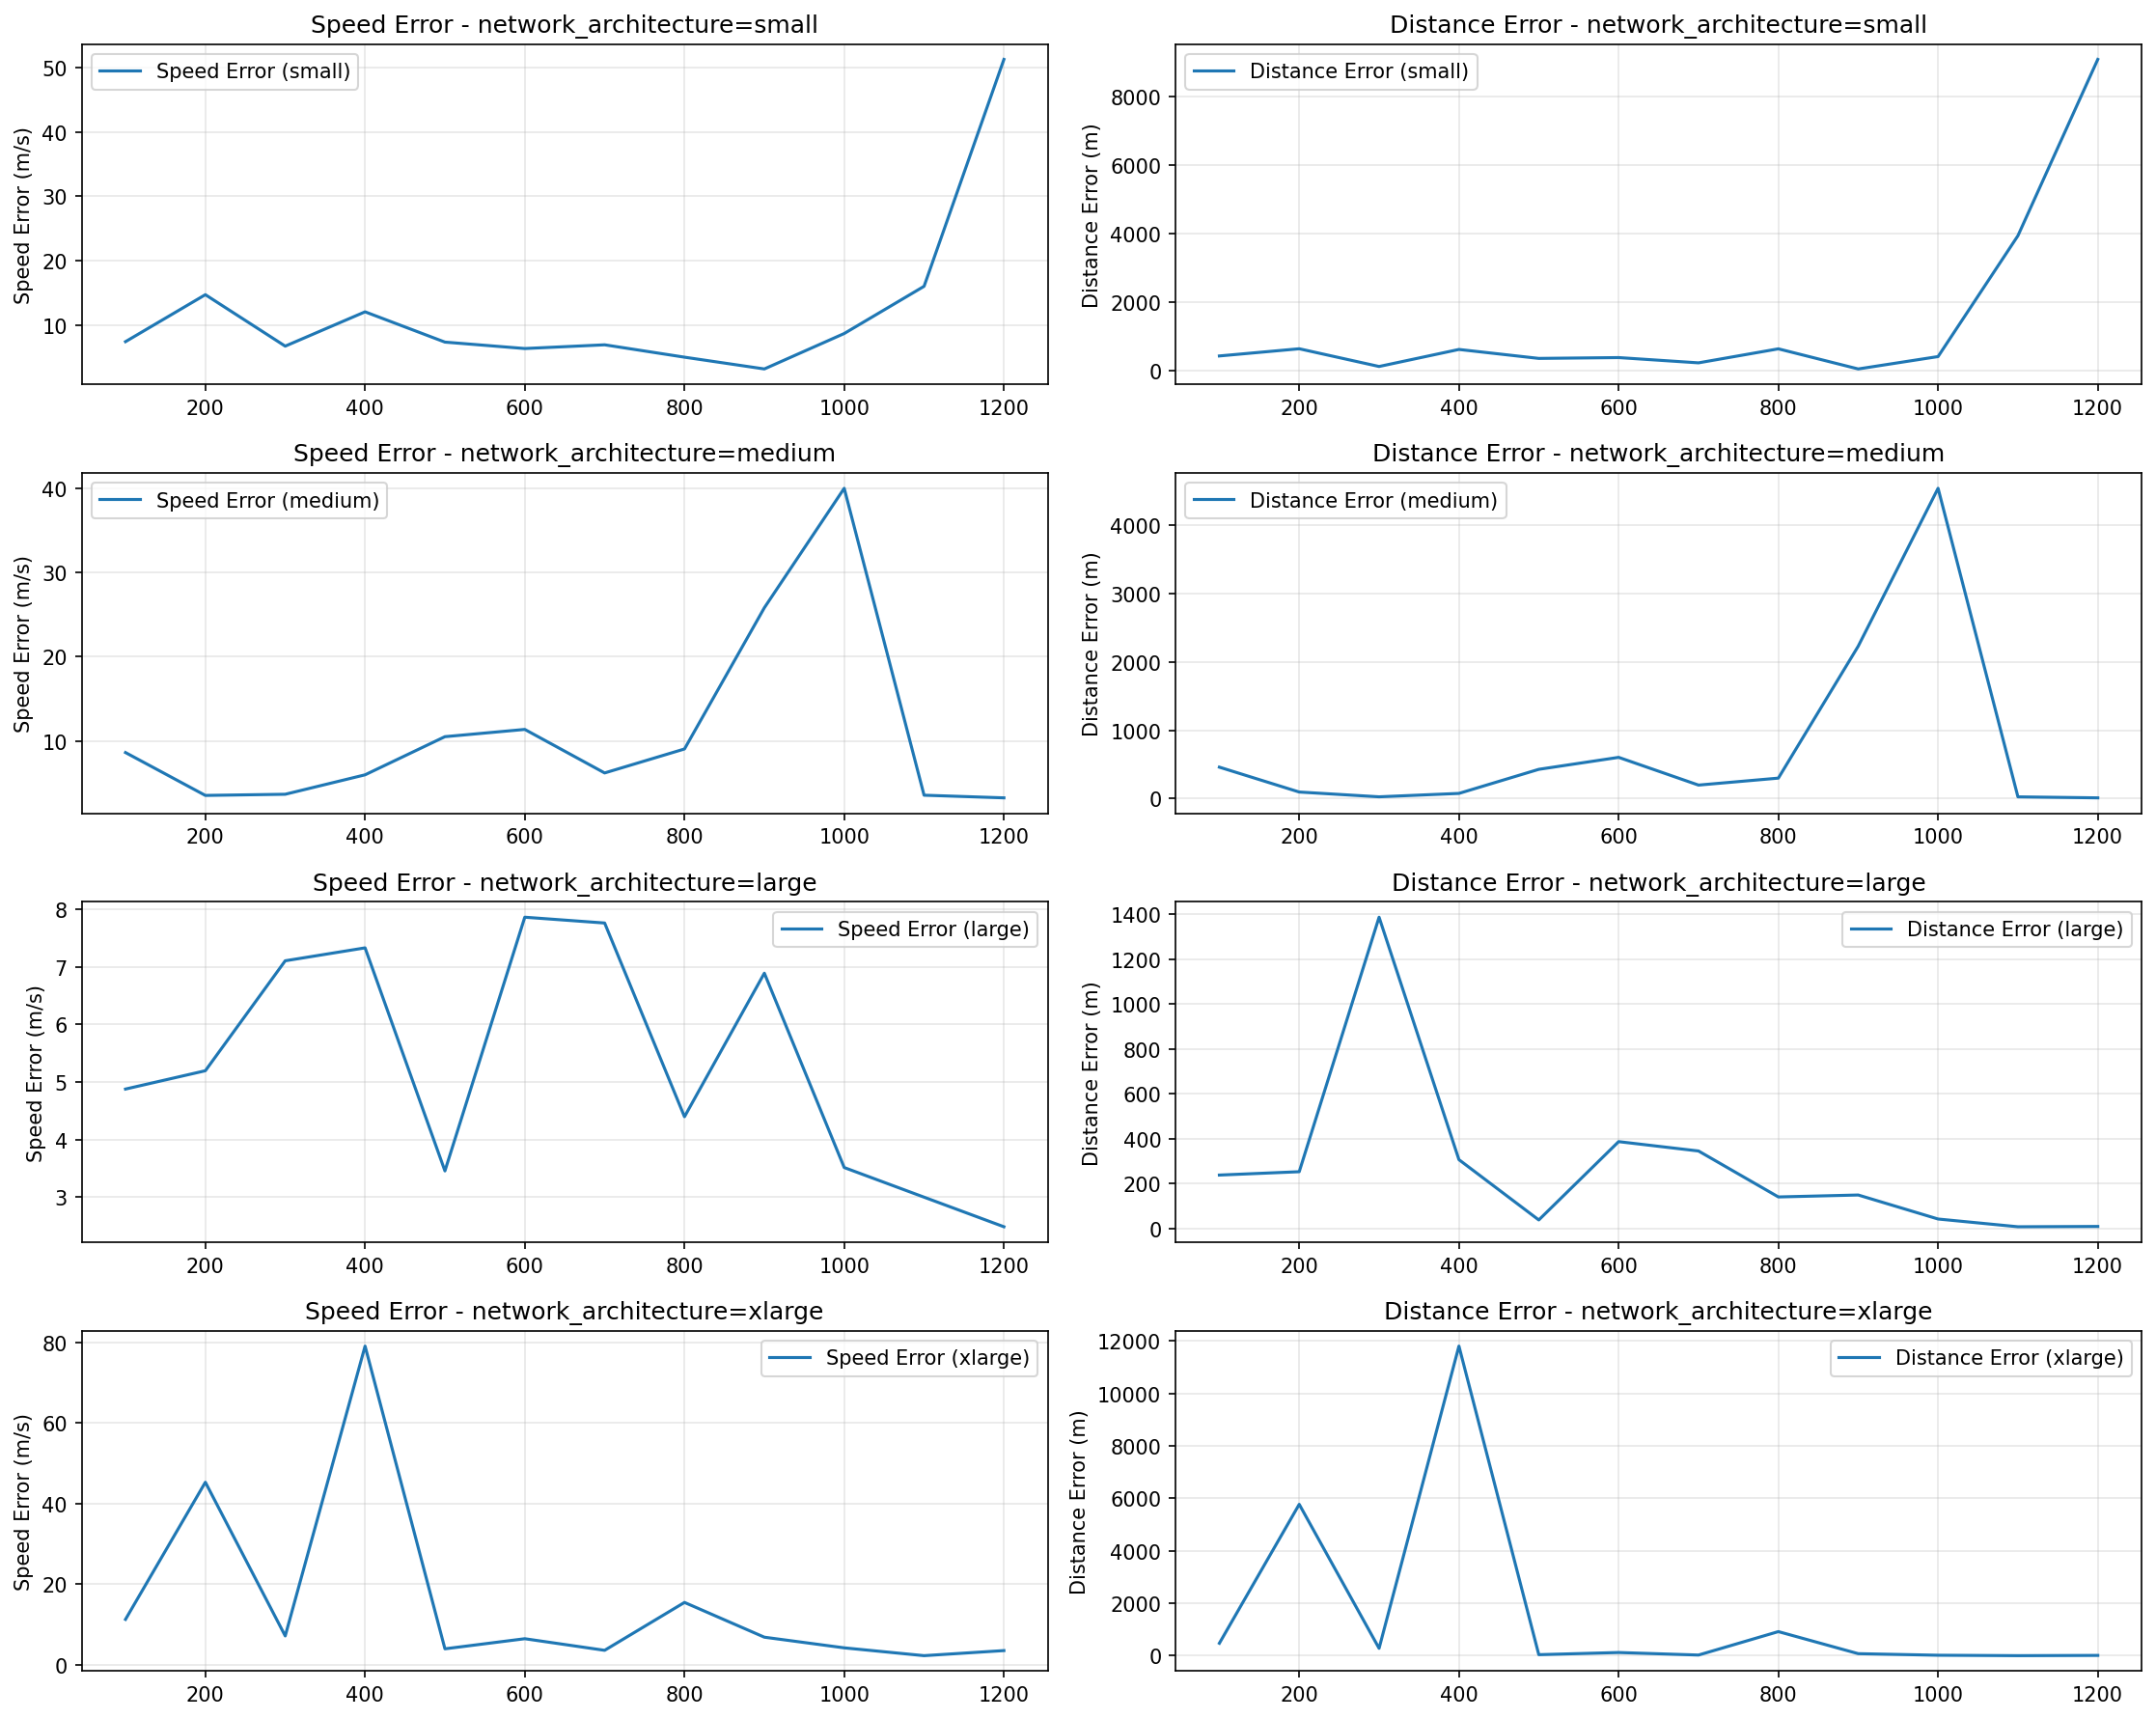 Speed Error - network_architecture=small
Speed Error (small)
Speed Error (m/s)
50
40
30
20
10
200 400 600 800 1000 1200
Distance Error - network_architecture=small
Distance Error (small)
Distance Error (m)
8000
6000
4000
2000
0
200 400 600 800 1000 1200
Speed Error - network_architecture=medium
Speed Error (medium)
Speed Error (m/s)
40
30
20
10
200 400 600 800 1000 1200
Distance Error - network_architecture=medium
Distance Error (medium)
Distance Error (m)
4000
3000
2000
1000
0
200 400 600 800 1000 1200
Speed Error - network_architecture=large
Speed Error (large)
Speed Error (m/s)
8
7
6
5
4
3
200 400 600 800 1000 1200
Distance Error - network_architecture=large
Distance Error (large)
Distance Error (m)
1400
1200
1000
800
600
400
200
0
200 400 600 800 1000 1200
Speed Error - network_architecture=xlarge
Speed Error (xlarge)
Speed Error (m/s)
80
60
40
20
0
200 400 600 800 1000 1200
Distance Error - network_architecture=xlarge
Distance Error (xlarge)
Distance Error (m)
12000
10000
8000
6000
4000
2000
0
200 400 600 800 1000 1200